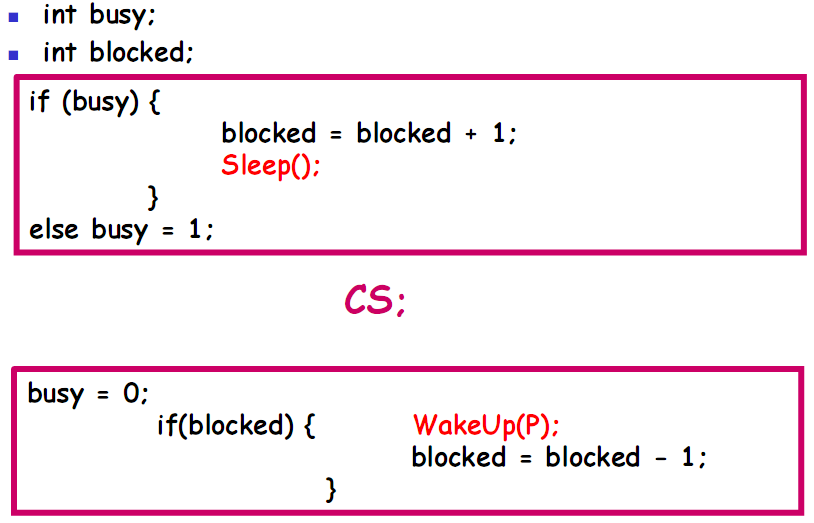 int busy;
int blocked;
if (busy) {
blocked = blocked + 1;
Sleep();
}
else busy = 1;
CS;
busy = 0;
if(blocked) { WakeUp(P);
blocked = blocked - 1;
}